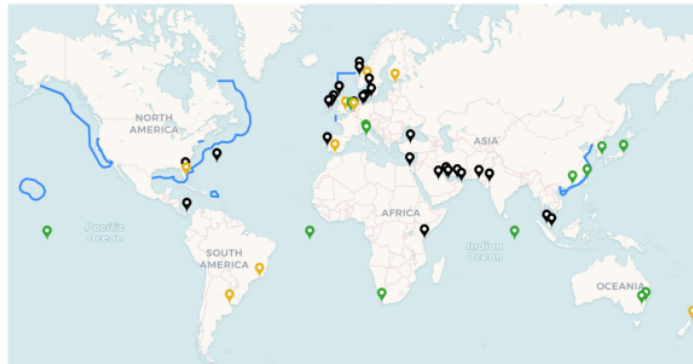 NORTH
AMERICA
ASIA
AFRICA
Pacific
Ocean
Indian
Ocean
SOUTH
AMERICA
OCEANIA